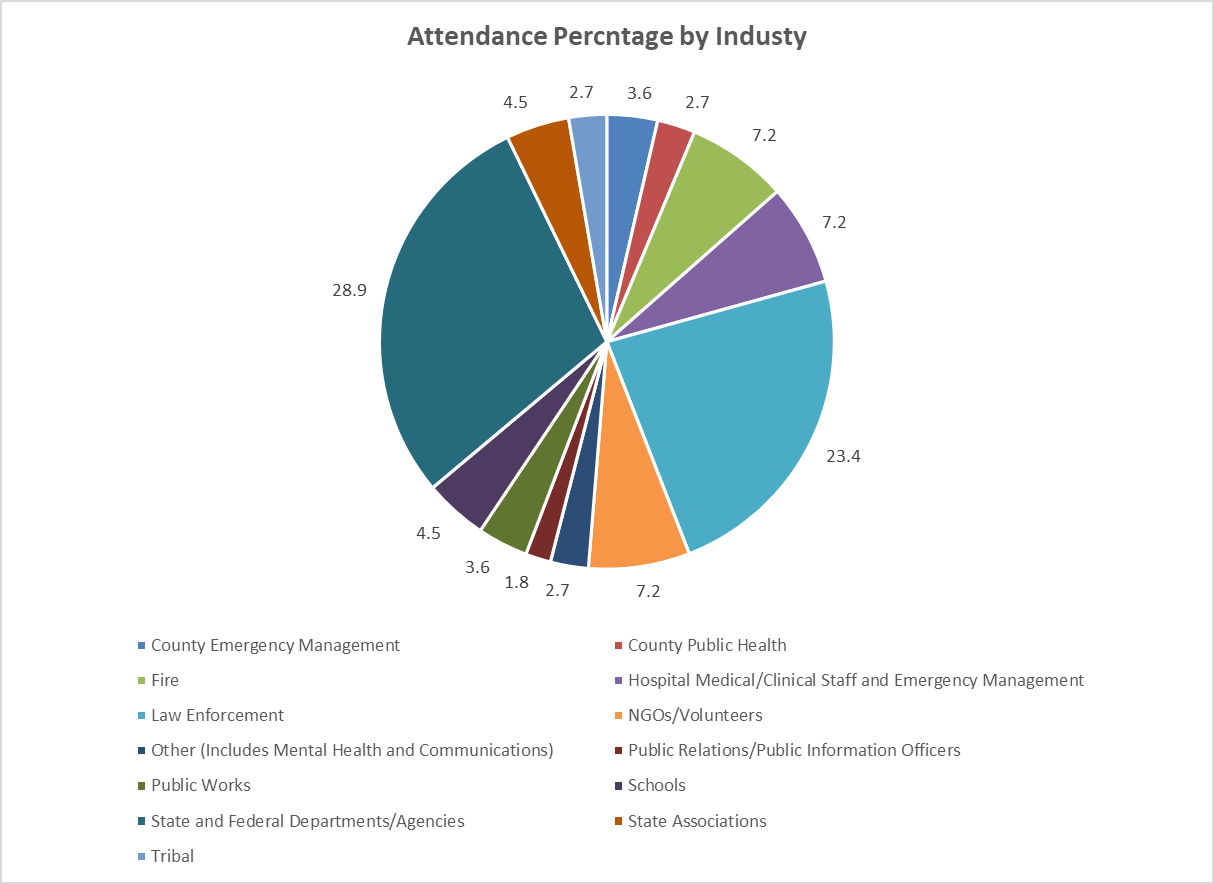 Attendance Percntage by Industy
4.5
2.7
3.6
2.7
7.2
7.2
28.9
23.4
4.5
3.6
1.8
2.7
7.2
County Emergency Management
County Public Health
Fire
Hospital Medical/Clinical Staff and Emergency Management
Law Enforcement
NGOs/Volunteers
Other (Includes Mental Health and Communications)
Public Relations/Public Information Officers
Public Works
Schools
State and Federal Departments/Agencies
State Associations
Tribal